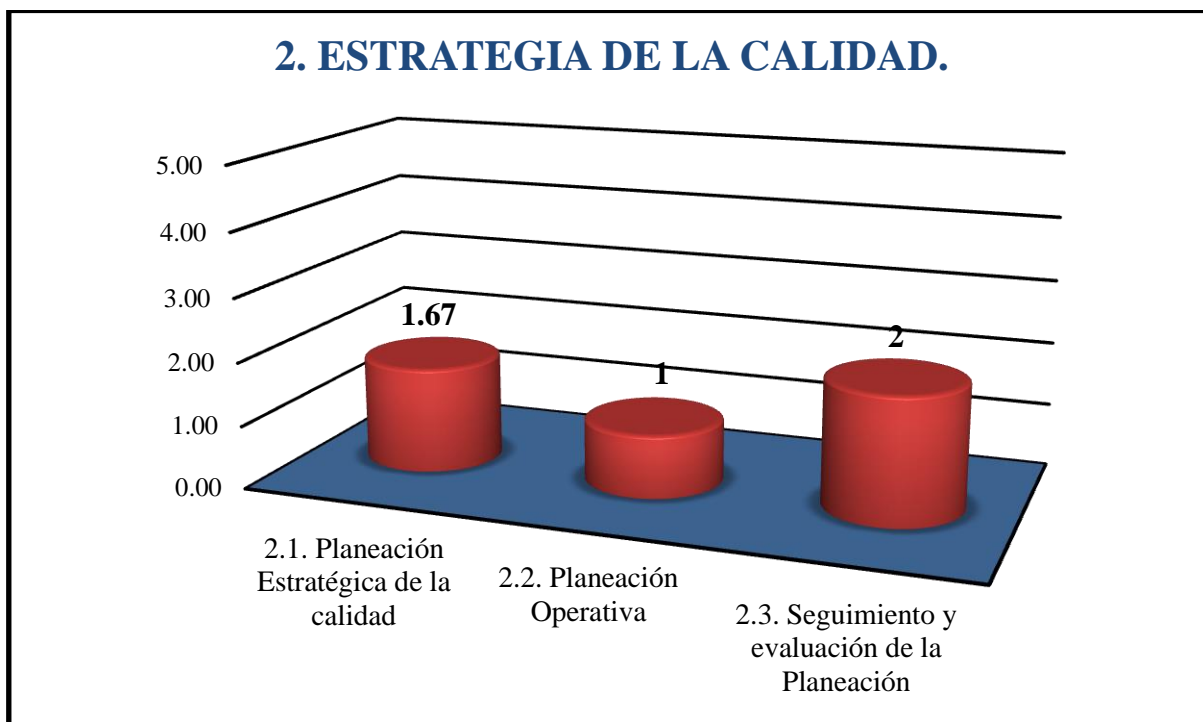 2. ESTRATEGIA DE LA CALIDAD.
5.00
4.00
3.00
2.00
1.00
0.00
1.67
1
2
2.1. Planeación
Estratégica de la
calidad
2.2. Planeación
Operativa
2.3. Seguimiento y
evaluación de la
Planeación